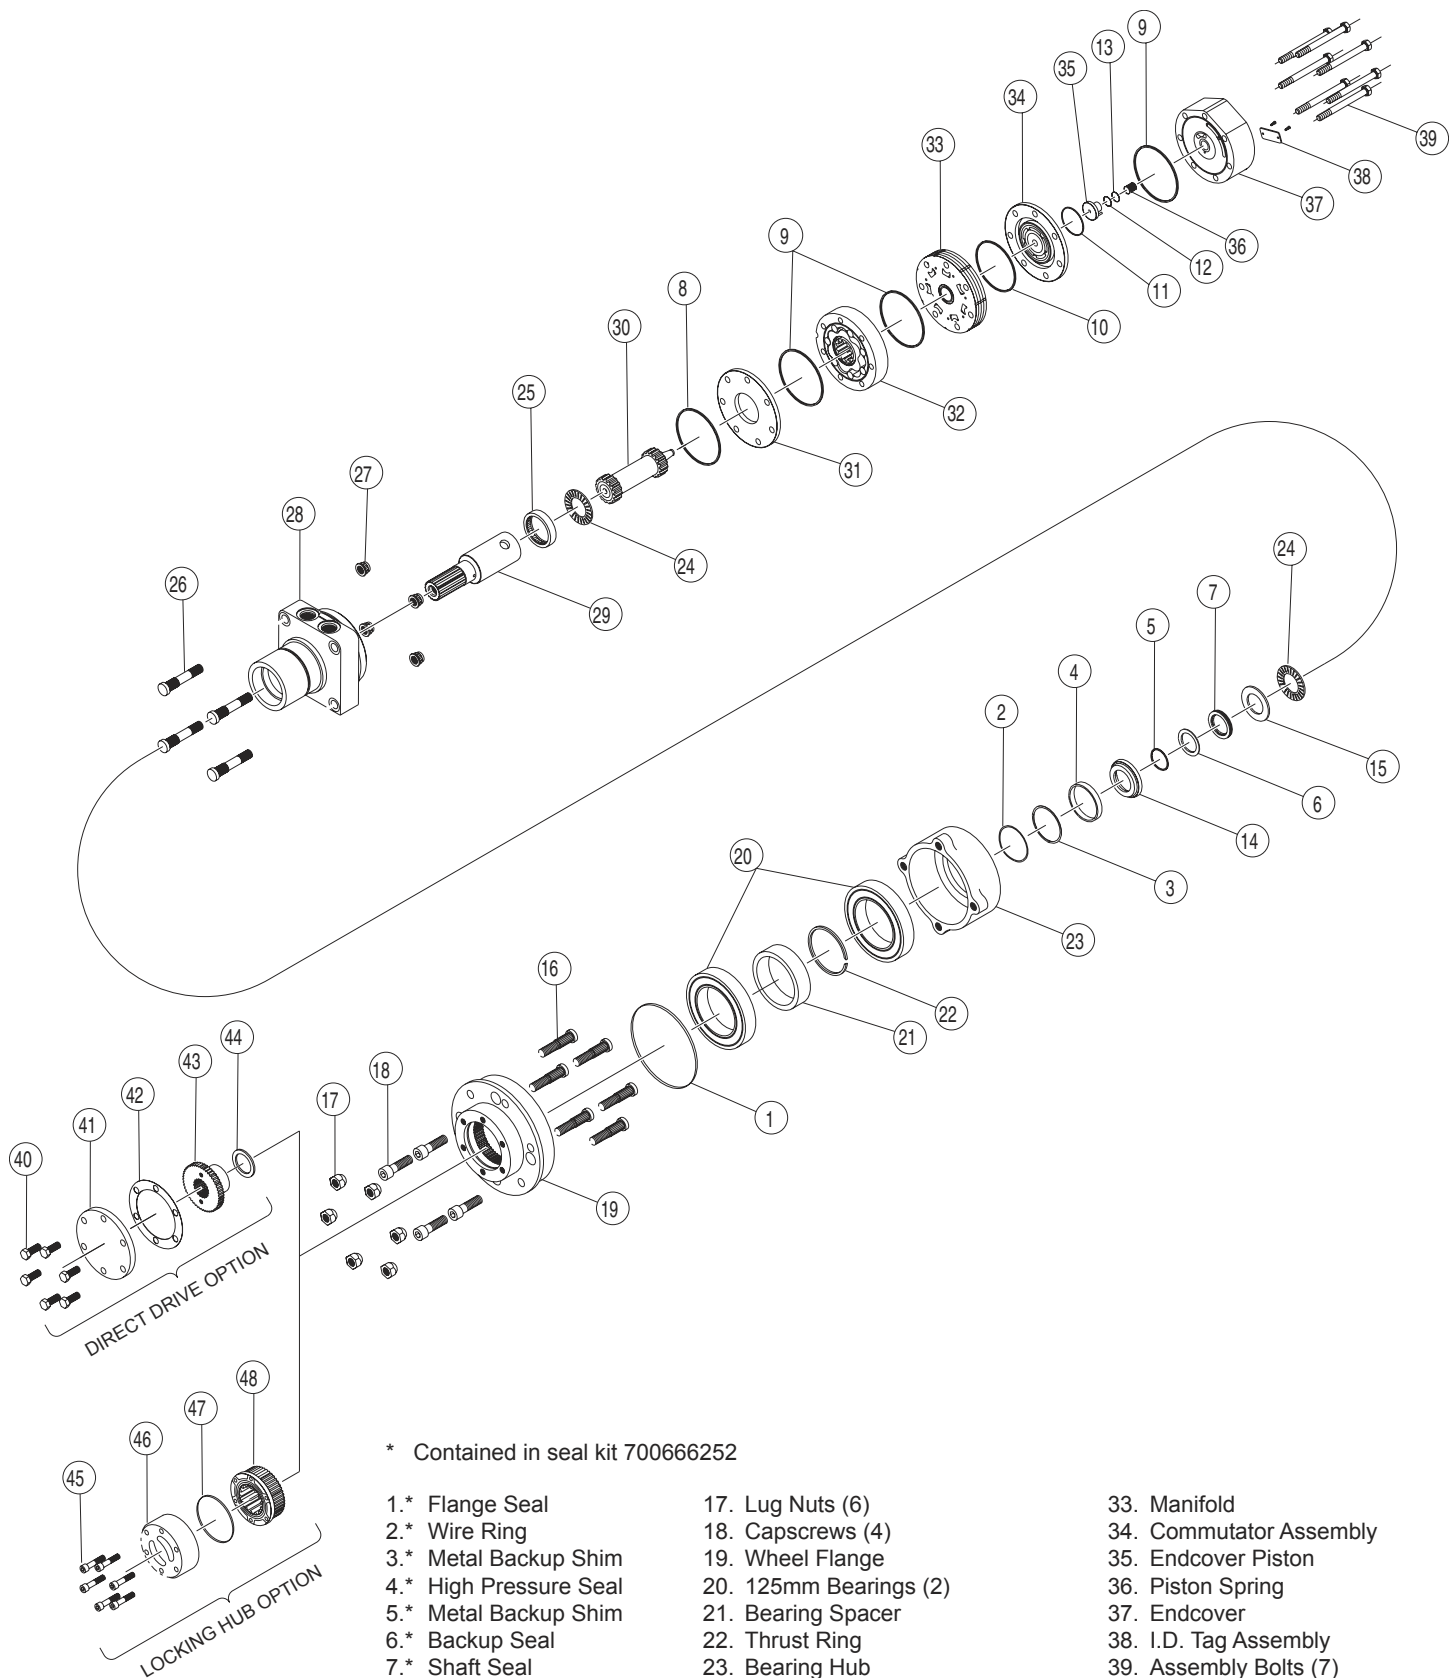 9
13
35
34
33
39
38
37
36
12
11
10
9
8
30
25
32
31
27
28
24
29
26
24
7
5
4
2
15
6
14
3
20
23
16
22
21
1
44
43
42
41
40
18
17
19
DIRECT DRIVE OPTION
48
47
46
45
LOCKING HUB OPTION
* Contained in seal kit 700666252
1.* Flange Seal
2.* Wire Ring
3.* Metal Backup Shim
4.* High Pressure Seal
5.* Metal Backup Shim
6.* Backup Seal
7.* Shaft Seal
17. Lug Nuts (6)
18. Capscrews (4)
19. Wheel Flange
20. 125mm Bearings (2)
21. Bearing Spacer
22. Thrust Ring
23. Bearing Hub
33. Manifold
34. Commutator Assembly
35. Endcover Piston
36. Piston Spring
37. Endcover
38. I.D. Tag Assembly
39. Assembly Bolts (7)